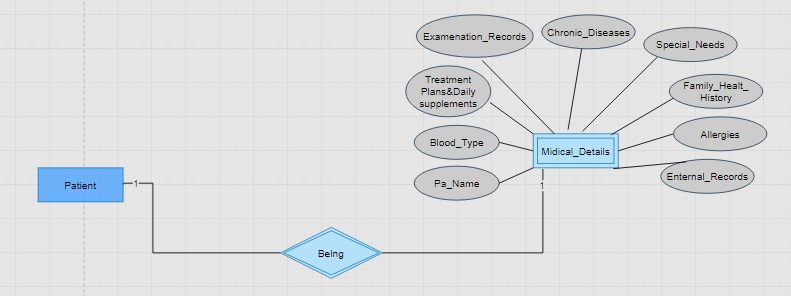 Examenation_Records
Chronic_Diseases
Special_Needs
Treatment
Plans&Daily
supplements
Family_Healt_
History
Blood_Type
Allergies
Midical_Details
Pa_Name
Enternal_Records
Patient
1
1
Belng